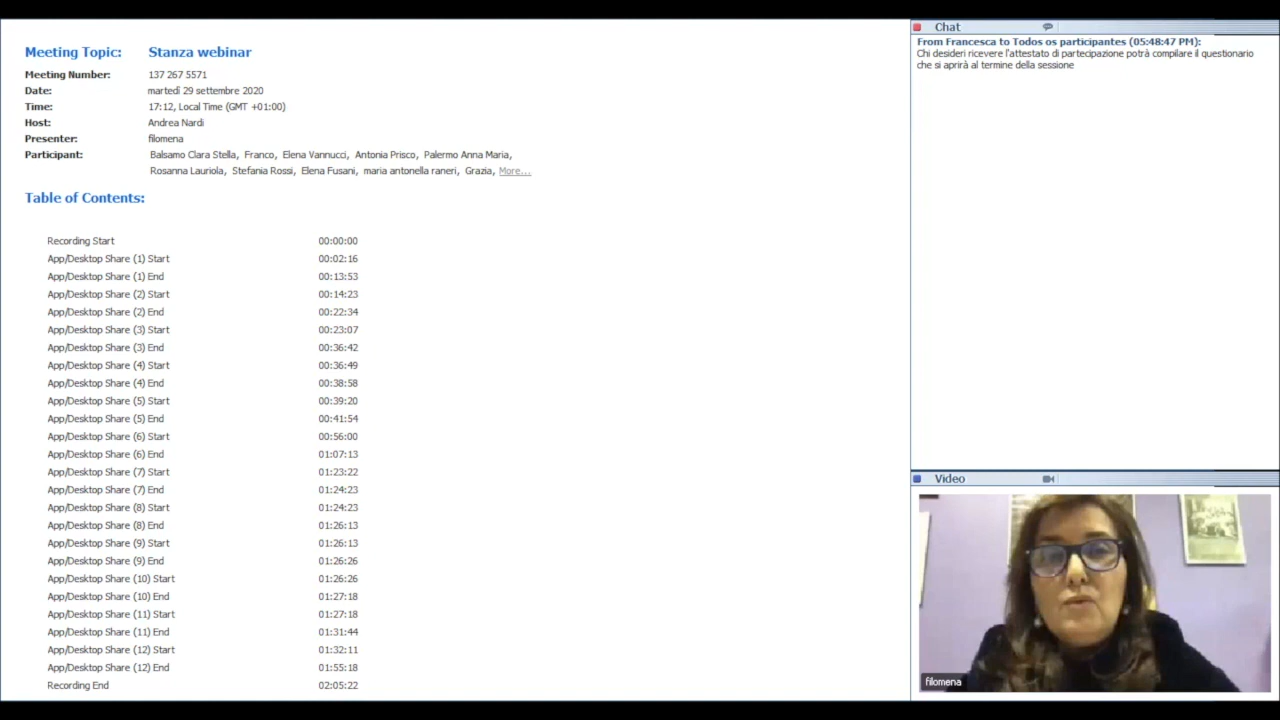 Meeting Topic: Stanza webinar
Meeting Number: 137 267 5571
Date: martedì 29 settembre 2020
Time: 17:12, Local Time (GMT +01:00)
Host: Andrea Nardi
Presenter: filomena
Participant: Balsamo Clara Stella, Franco, Elena Vannucci, Antonia Prisco, Palermo Anna Maria,
Rosanna Lauriola, Stefania Rossi, Elena Fusani, maria antonella raneri, Grazia, More...
Table of Contents:
Recording Start 00:00:00
App/Desktop Share (1) Start 00:02:16
App/Desktop Share (1) End 00:13:53
App/Desktop Share (2) Start 00:14:23
App/Desktop Share (2) End 00:22:34
App/Desktop Share (3) Start 00:23:07
App/Desktop Share (3) End 00:36:42
App/Desktop Share (4) Start 00:36:49
App/Desktop Share (4) End 00:38:58
App/Desktop Share (5) Start 00:39:20
App/Desktop Share (5) End 00:41:54
App/Desktop Share (6) Start 00:56:00
App/Desktop Share (6) End 01:07:13
App/Desktop Share (7) Start 01:23:22
App/Desktop Share (7) End 01:24:23
App/Desktop Share (8) Start 01:24:23
App/Desktop Share (8) End 01:26:13
App/Desktop Share (9) Start 01:26:13
App/Desktop Share (9) End 01:26:26
App/Desktop Share (10) Start 01:26:26
App/Desktop Share (10) End 01:27:18
App/Desktop Share (11) Start 01:27:18
App/Desktop Share (11) End 01:31:44
App/Desktop Share (12) Start 01:32:11
App/Desktop Share (12) End 01:55:18
Recording End 02:05:22
Chat
From Francesca to Todos os participantes (05:48:47 PM):
Chi desideri ricevere l'attestato di partecipazione potrà compilare il questionario
che si aprirà al termine della sessione
Video
filomena